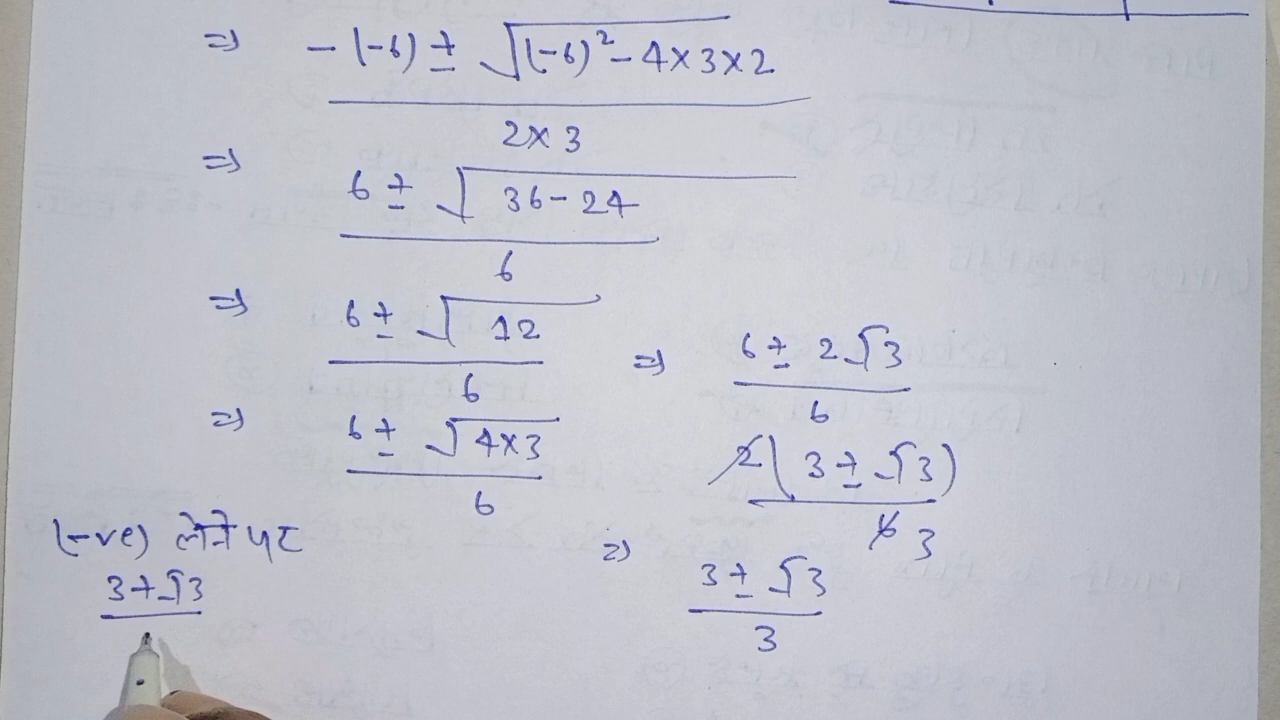 ⇒ - (-6) ± √(-6)² - 4×3×2
2×3
⇒ 6 ± √36-24
6
⇒ 6 ± √12
6
⇒ 6 ± 2√3
6
⇒ 6 ± √4×3
6
2(3 ± √3)
6 3
⇒ 3 ± √3
3
(-ve) लेने पर
3+√3